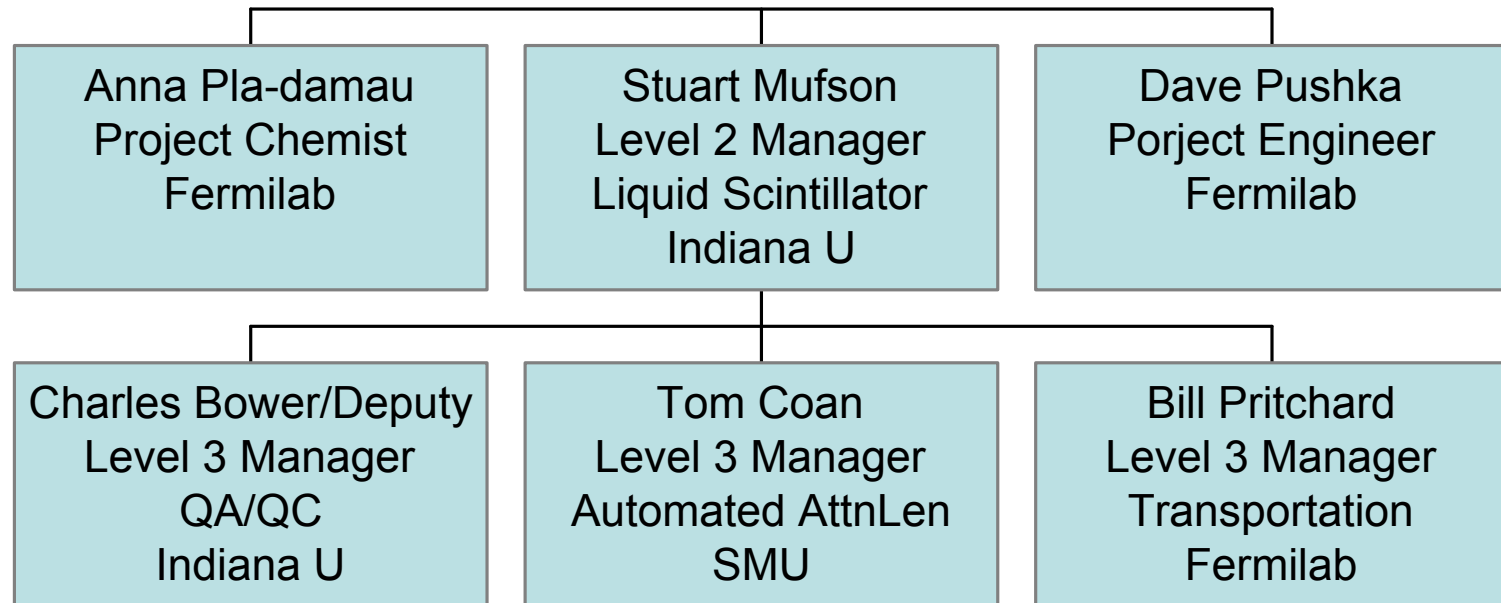 Anna Pla-damau
Project Chemist
Fermilab
Stuart Mufson
Level 2 Manager
Liquid Scintillator
Indiana U
Dave Pushka
Porject Engineer
Fermilab
Charles Bower/Deputy
Level 3 Manager
QA/QC
Indiana U
Tom Coan
Level 3 Manager
Automated AttnLen
SMU
Bill Pritchard
Level 3 Manager
Transportation
Fermilab